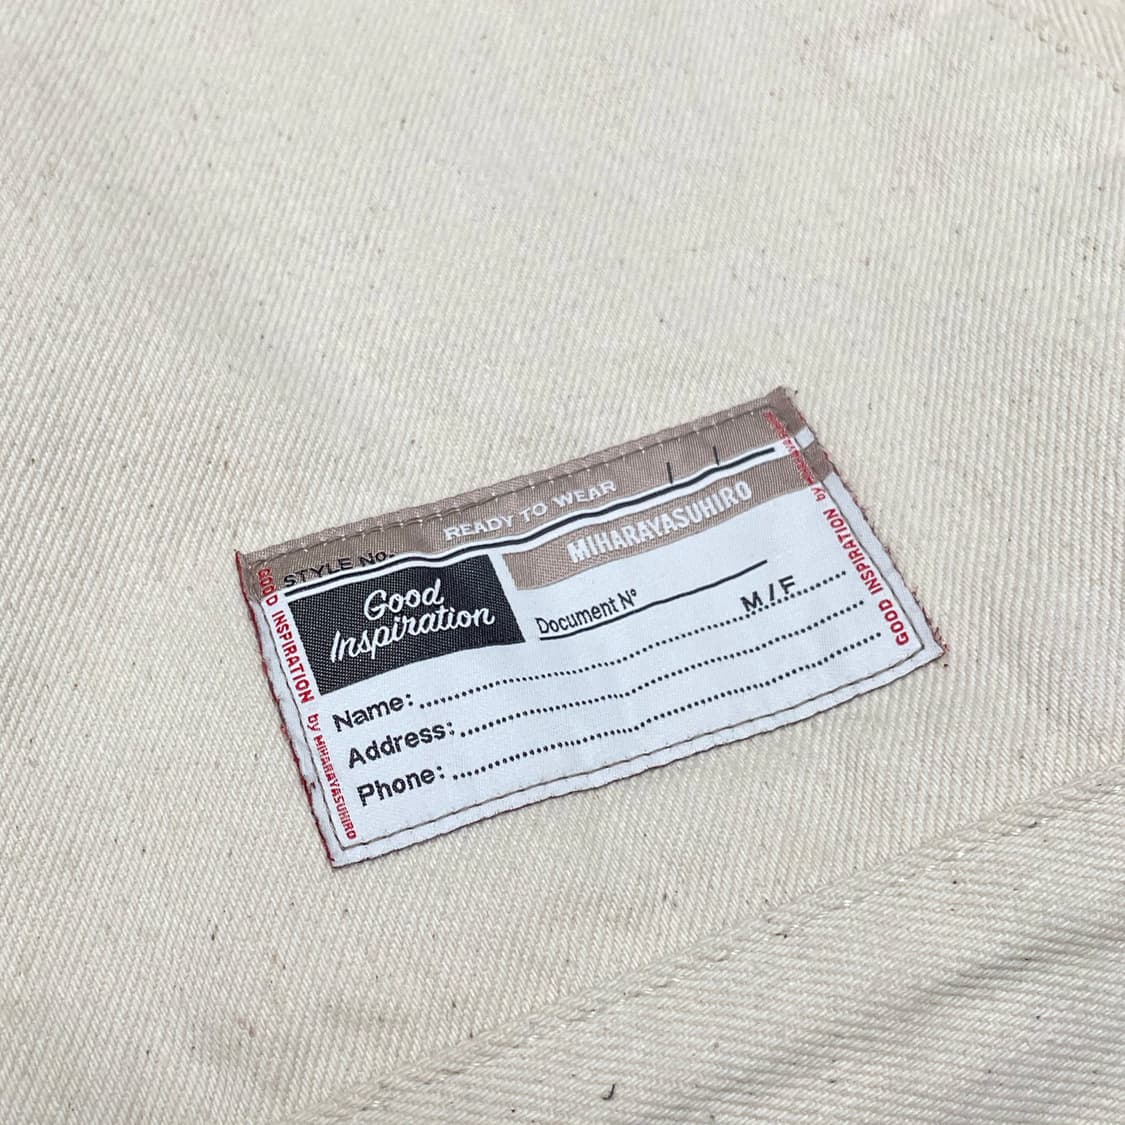 READY TO WEAR
STYLE No.
MIHARAYASUHIRO
Good
Inspiration
Document N°
M / F
Name:
Address:
Phone:
GOOD INSPIRATION by MIHARAYASUHIRO
GOOD INSPIRATION by